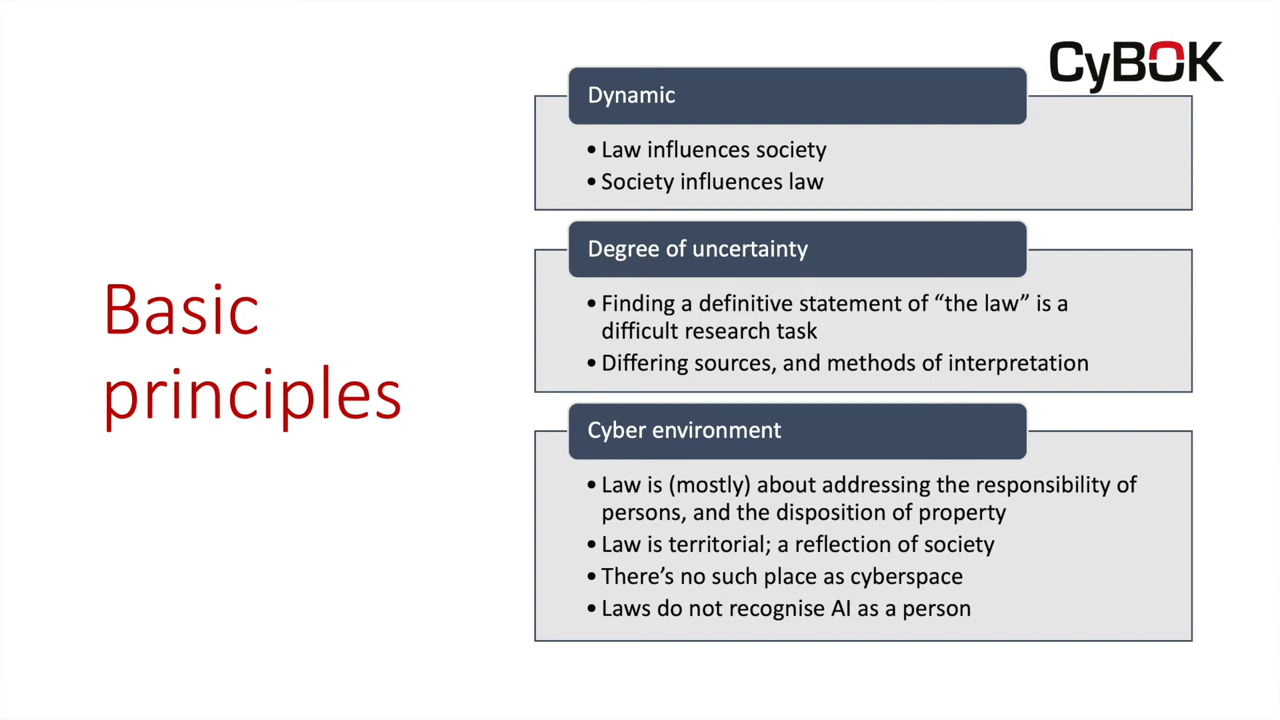 CyBOK
Basic
principles
Dynamic
• Law influences society
• Society influences law
Degree of uncertainty
• Finding a definitive statement of “the law” is a
difficult research task
• Differing sources, and methods of interpretation
Cyber environment
• Law is (mostly) about addressing the responsibility of
persons, and the disposition of property
• Law is territorial; a reflection of society
• There’s no such place as cyberspace
• Laws do not recognise AI as a person